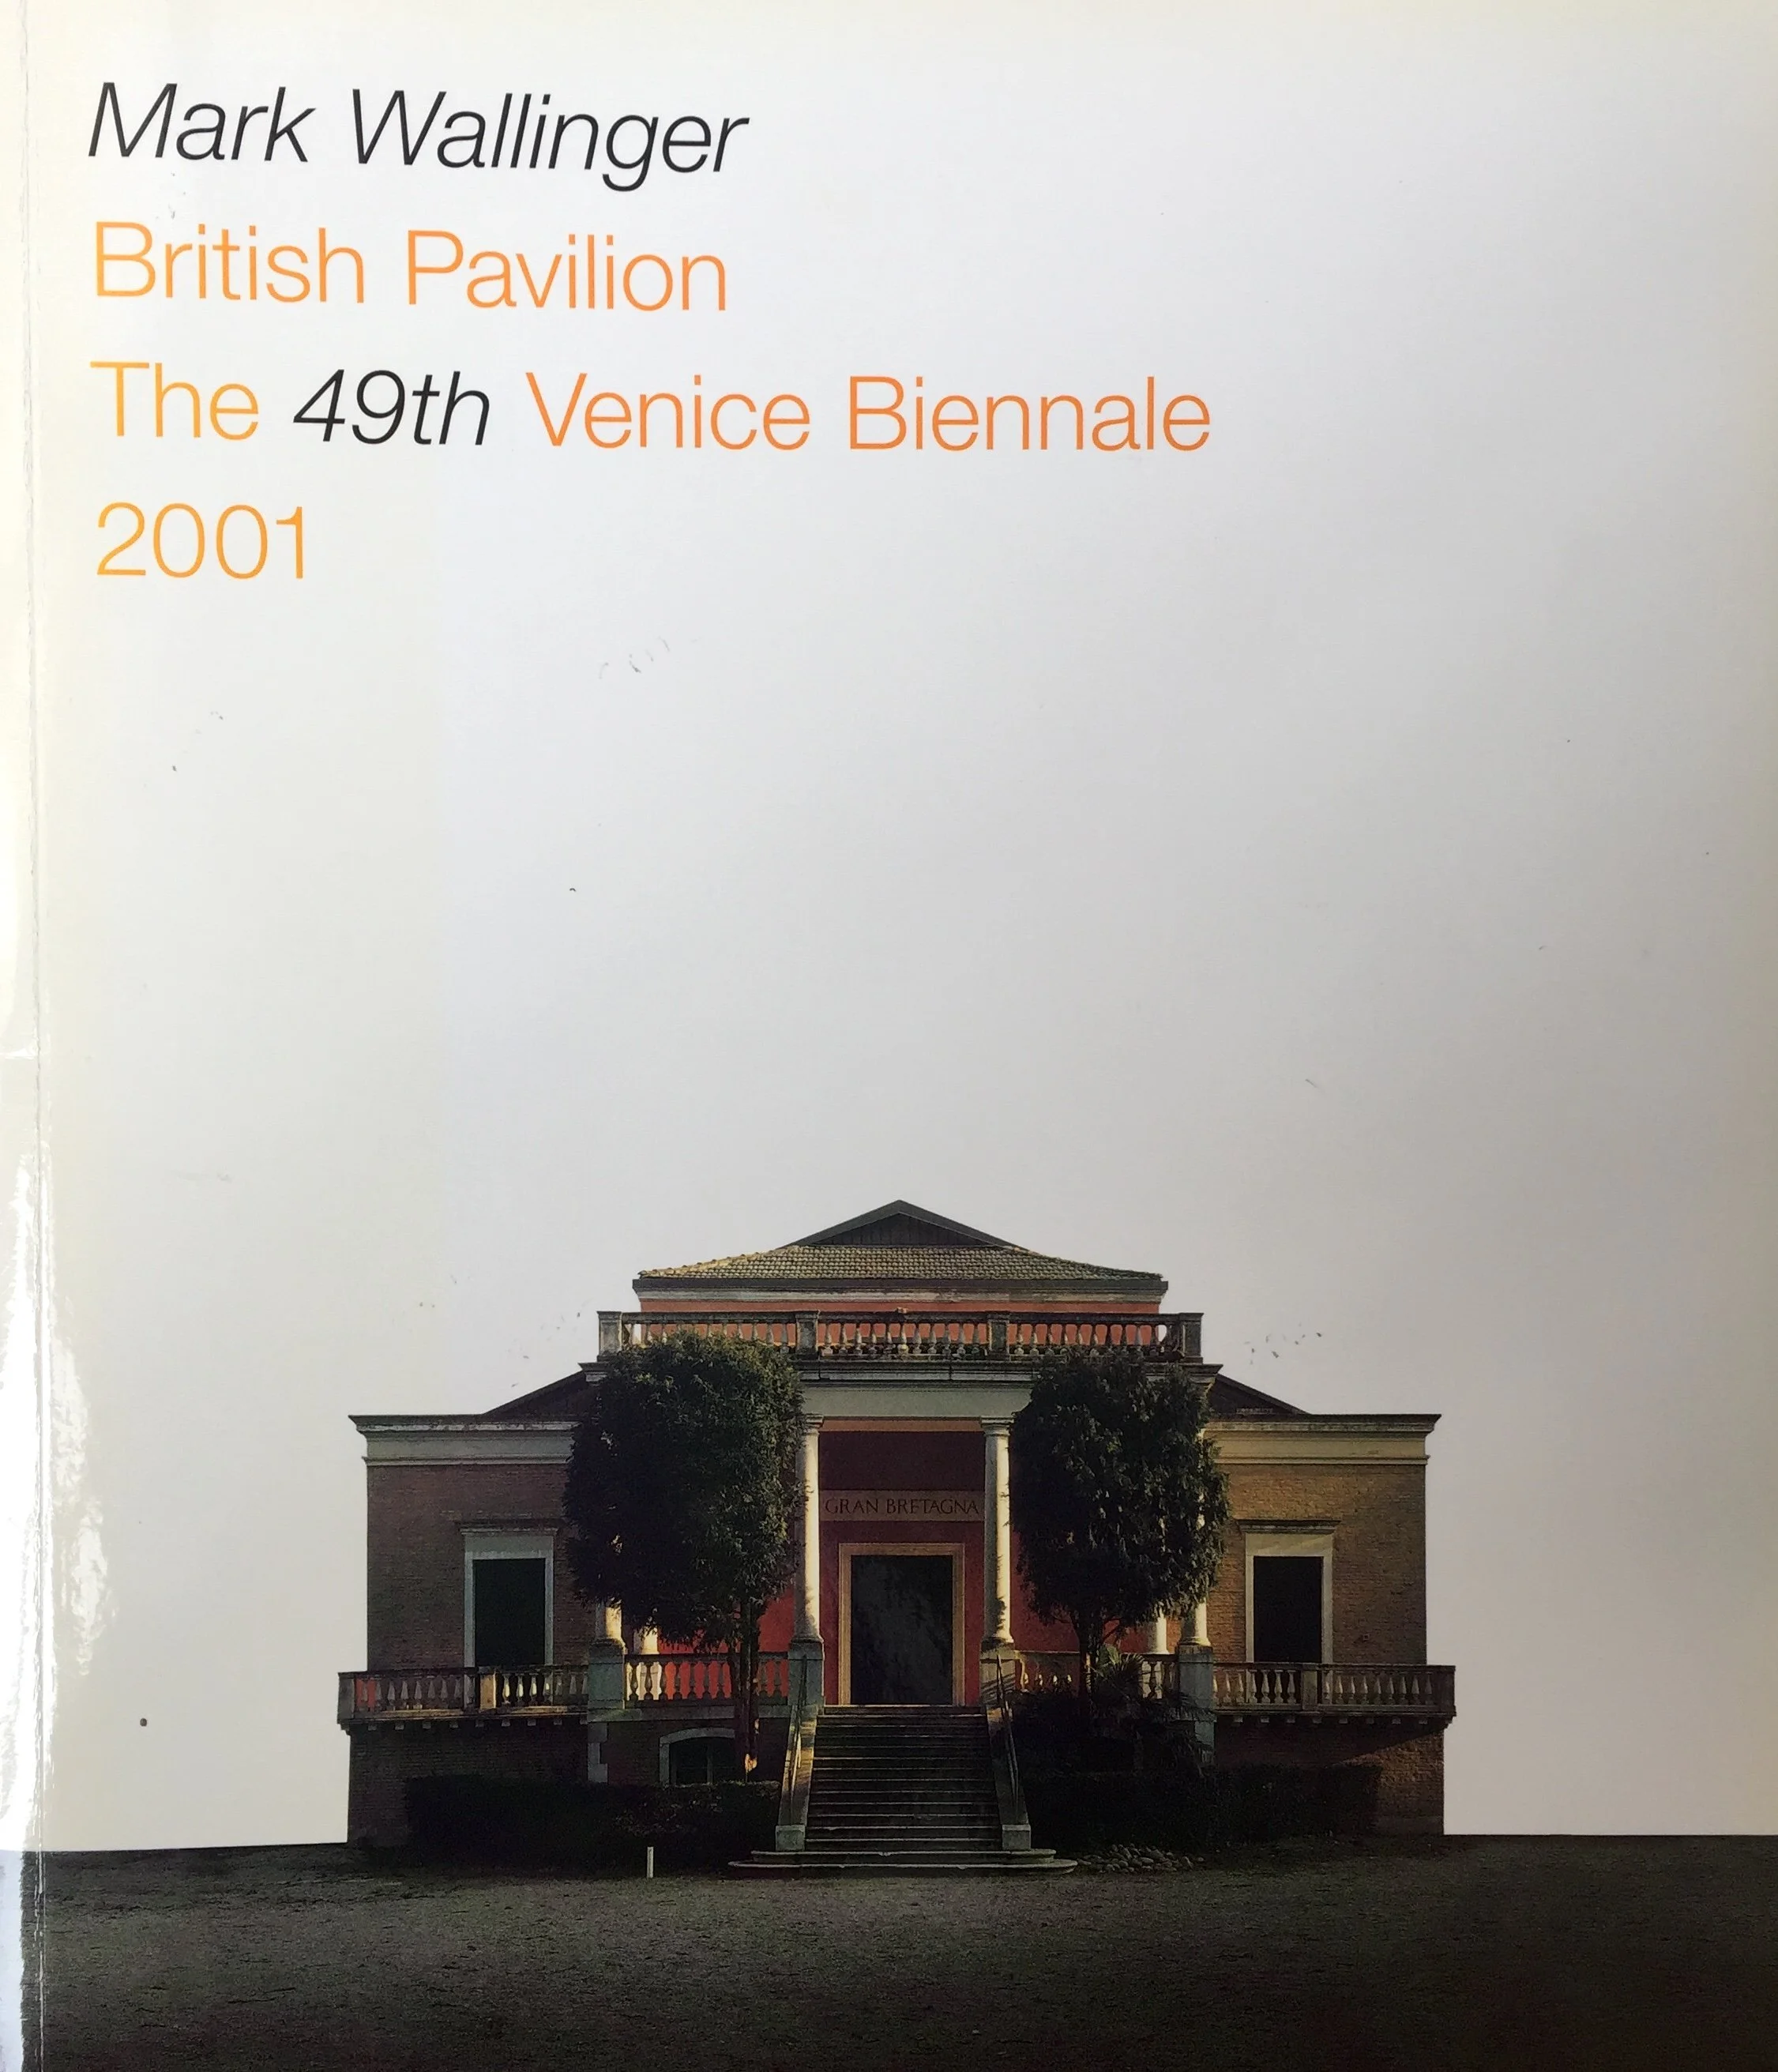 Mark Wallinger
British Pavilion
The 49th Venice Biennale
2001
GRAN BRETAGNA